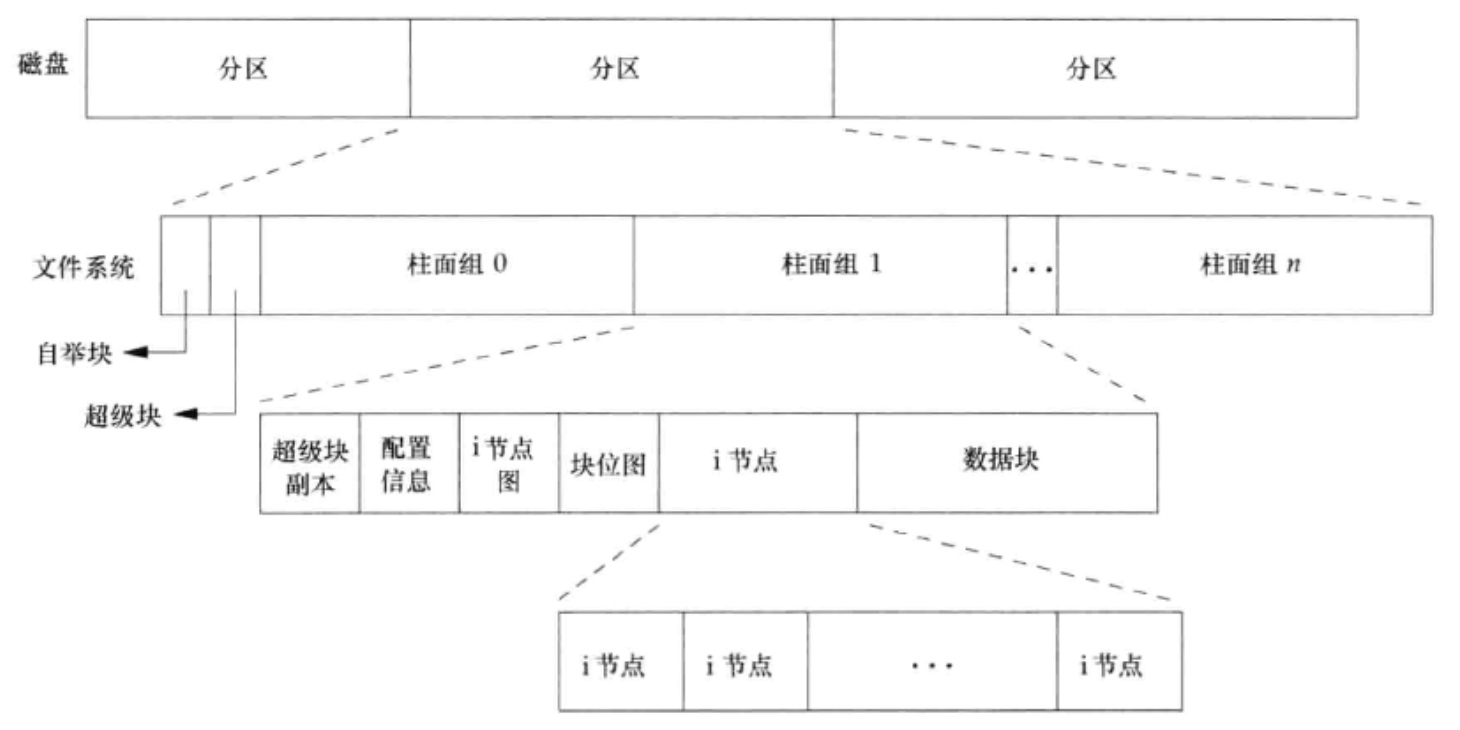 磁盘
分区
分区
分区
文件系统
柱面组 0
柱面组 1
···
柱面组 n
自举块
超级块
超级块
副本
配置
信息
i 节点
图
块位图
i 节点
数据块
i 节点
i 节点
···
i 节点